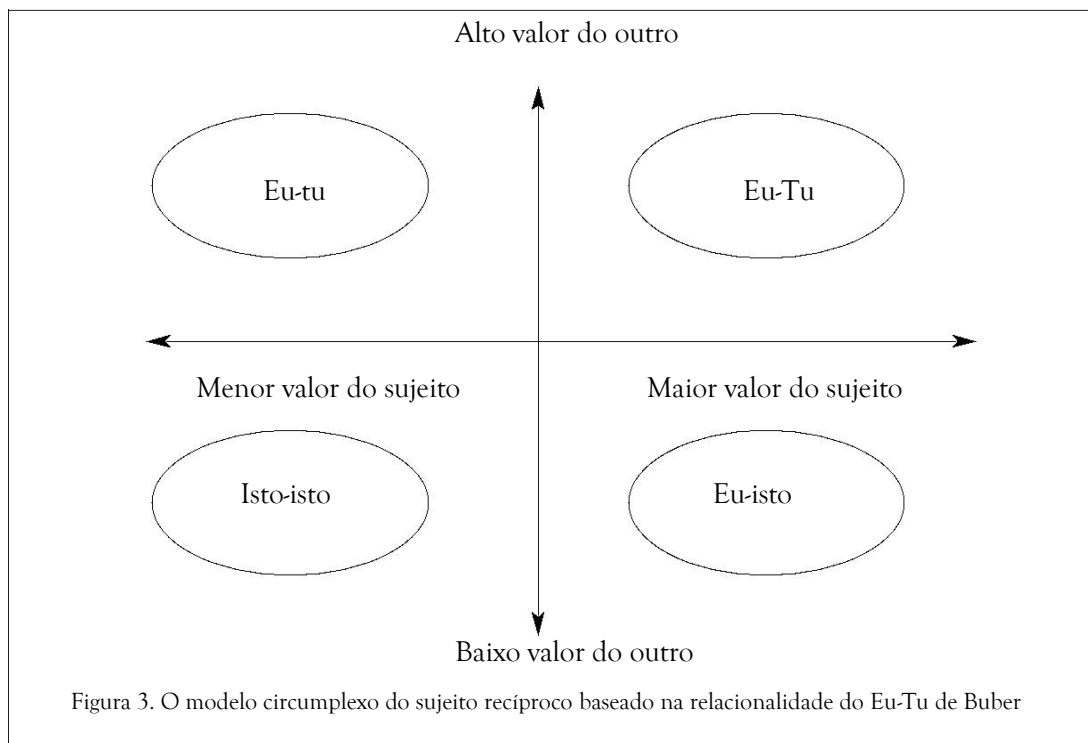 Alto valor do outro
Eu-tu
Eu-Tu
Menor valor do sujeito
Maior valor do sujeito
Isto-isto
Eu-isto
Baixo valor do outro
Figura 3. O modelo circumplexo do sujeito recíproco baseado na relacionalidade do Eu-Tu de Buber